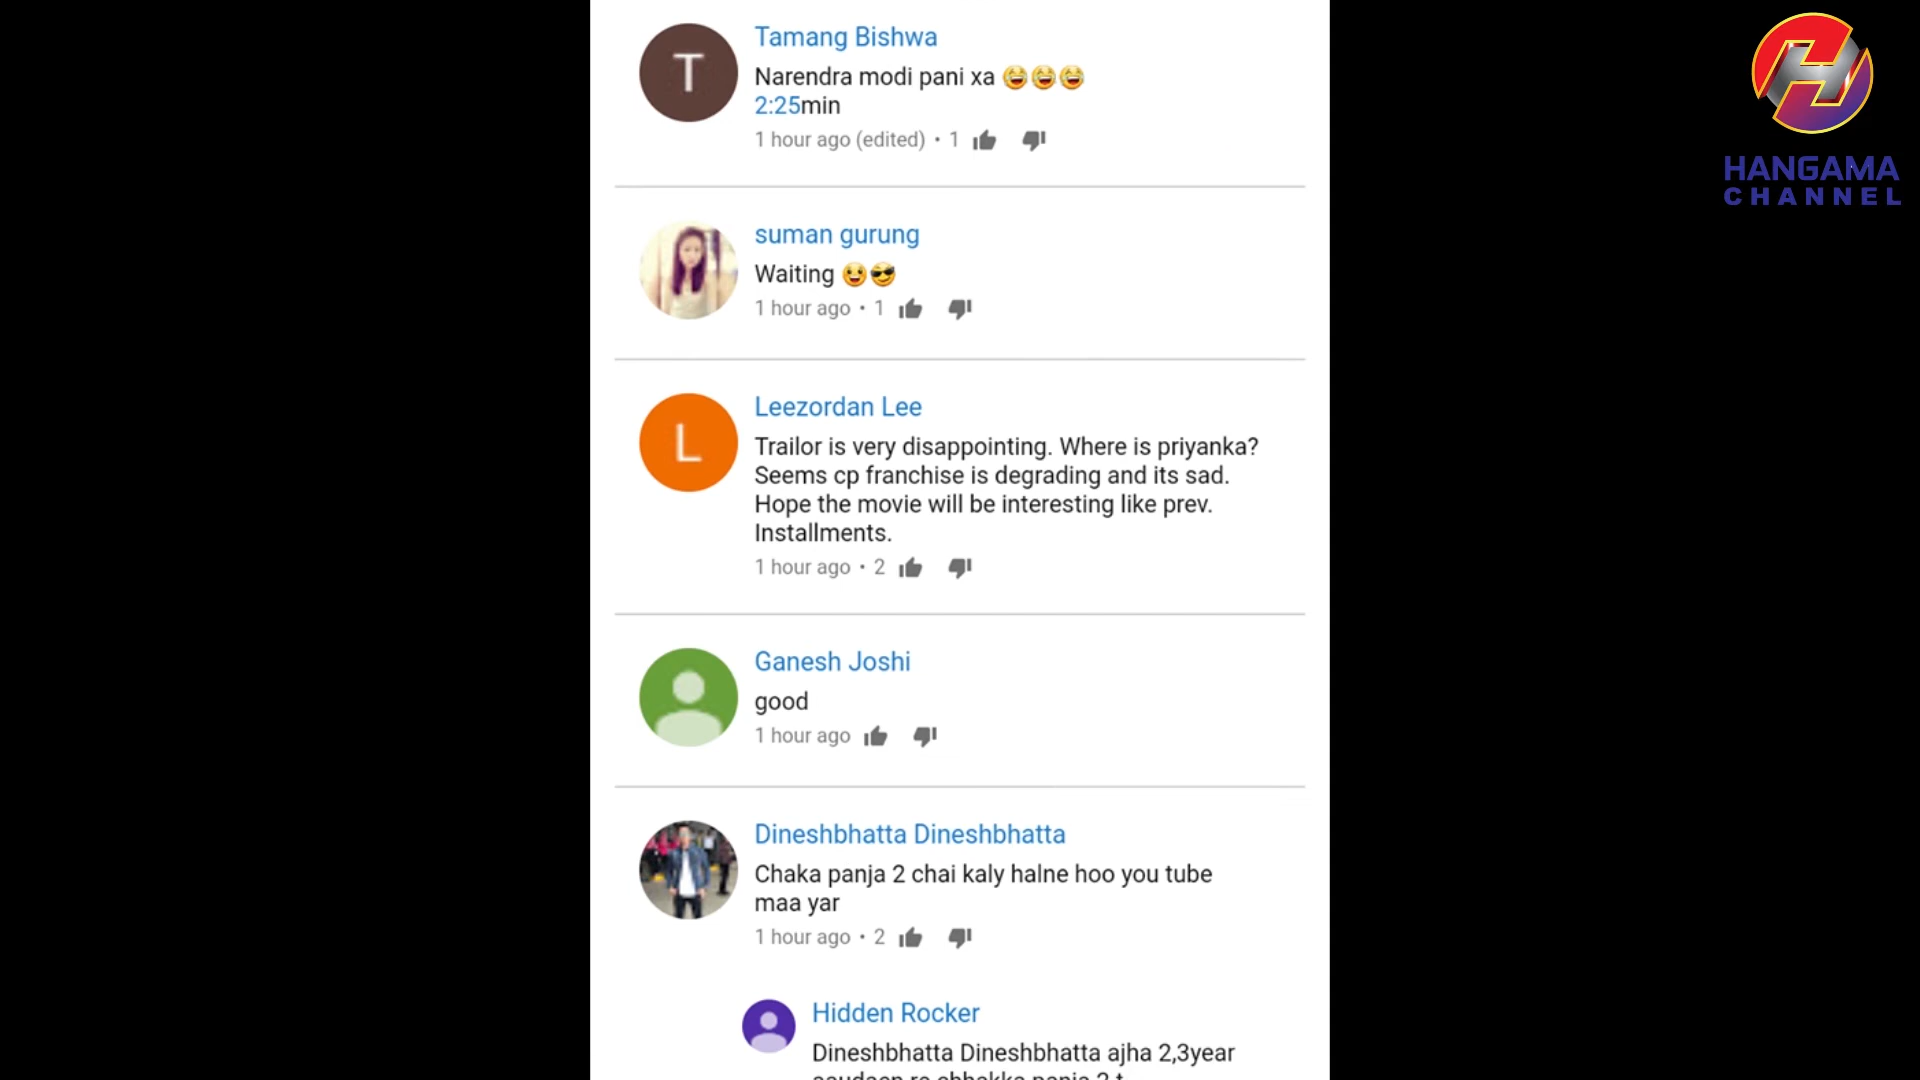 Tamang Bishwa
Narendra modi pani xa 😂😂😂
2:25min
1 hour ago (edited) • 1
suman gurung
Waiting 😃😎
1 hour ago • 1
Leezordan Lee
Trailor is very disappointing. Where is priyanka?
Seems cp franchise is degrading and its sad.
Hope the movie will be interesting like prev.
Installments.
1 hour ago • 2
Ganesh Joshi
good
1 hour ago
Dineshbhatta Dineshbhatta
Chaka panja 2 chai kaly halne hoo you tube
maa yar
1 hour ago • 2
Hidden Rocker
Dineshbhatta Dineshbhatta ajha 2,3year
T
L
H
HANGAMA
CHANNEL